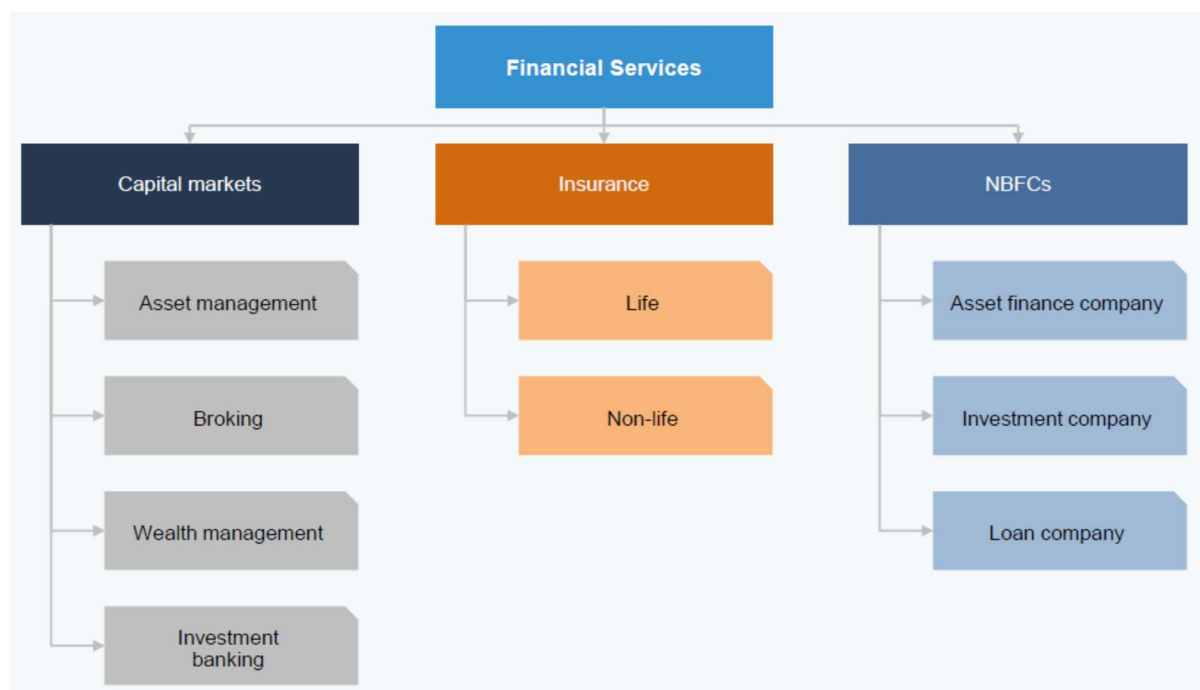 Financial Services
Capital markets
Insurance
NBFCs
Asset management
Life
Asset finance company
Broking
Non-life
Investment company
Wealth management
Loan company
Investment
banking